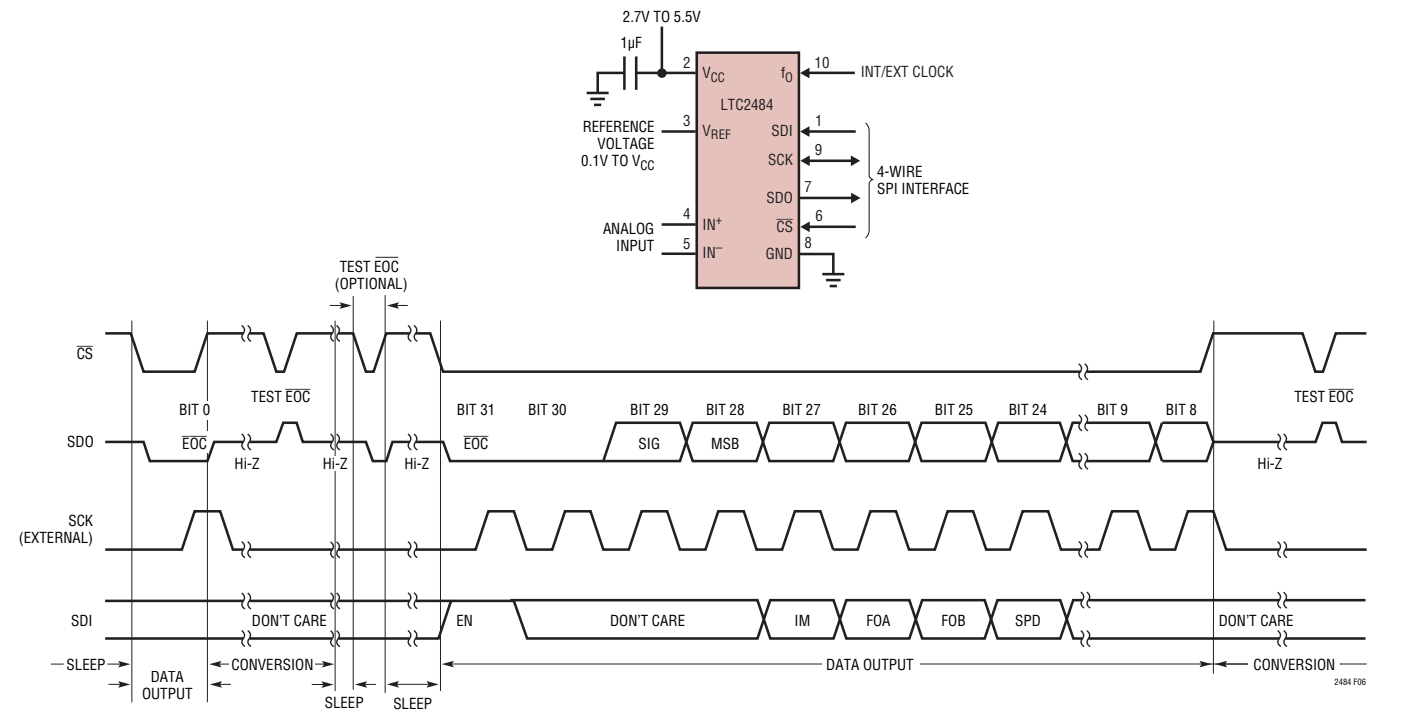 2.7V TO 5.5V
1µF
2
VCC
fO
10
INT/EXT CLOCK
LTC2484
REFERENCE
VOLTAGE
0.1V TO VCC
3
VREF
SDI
1
SCK
9
4-WIRE
SPI INTERFACE
SDO
7
ANALOG
INPUT
4
IN+
CS
6
5
IN–
GND
8
TEST EOC
(OPTIONAL)
CS
TEST EOC
TEST EOC
BIT 0
BIT 31
BIT 30
BIT 29
BIT 28
BIT 27
BIT 26
BIT 25
BIT 24
BIT 9
BIT 8
SDO
EOC
EOC
SIG
MSB
Hi-Z
Hi-Z
Hi-Z
Hi-Z
SCK
(EXTERNAL)
SDI
DON'T CARE
EN
DON'T CARE
IM
FOA
FOB
SPD
DON'T CARE
SLEEP
DATA
OUTPUT
CONVERSION
SLEEP
SLEEP
DATA OUTPUT
CONVERSION
2484 F06